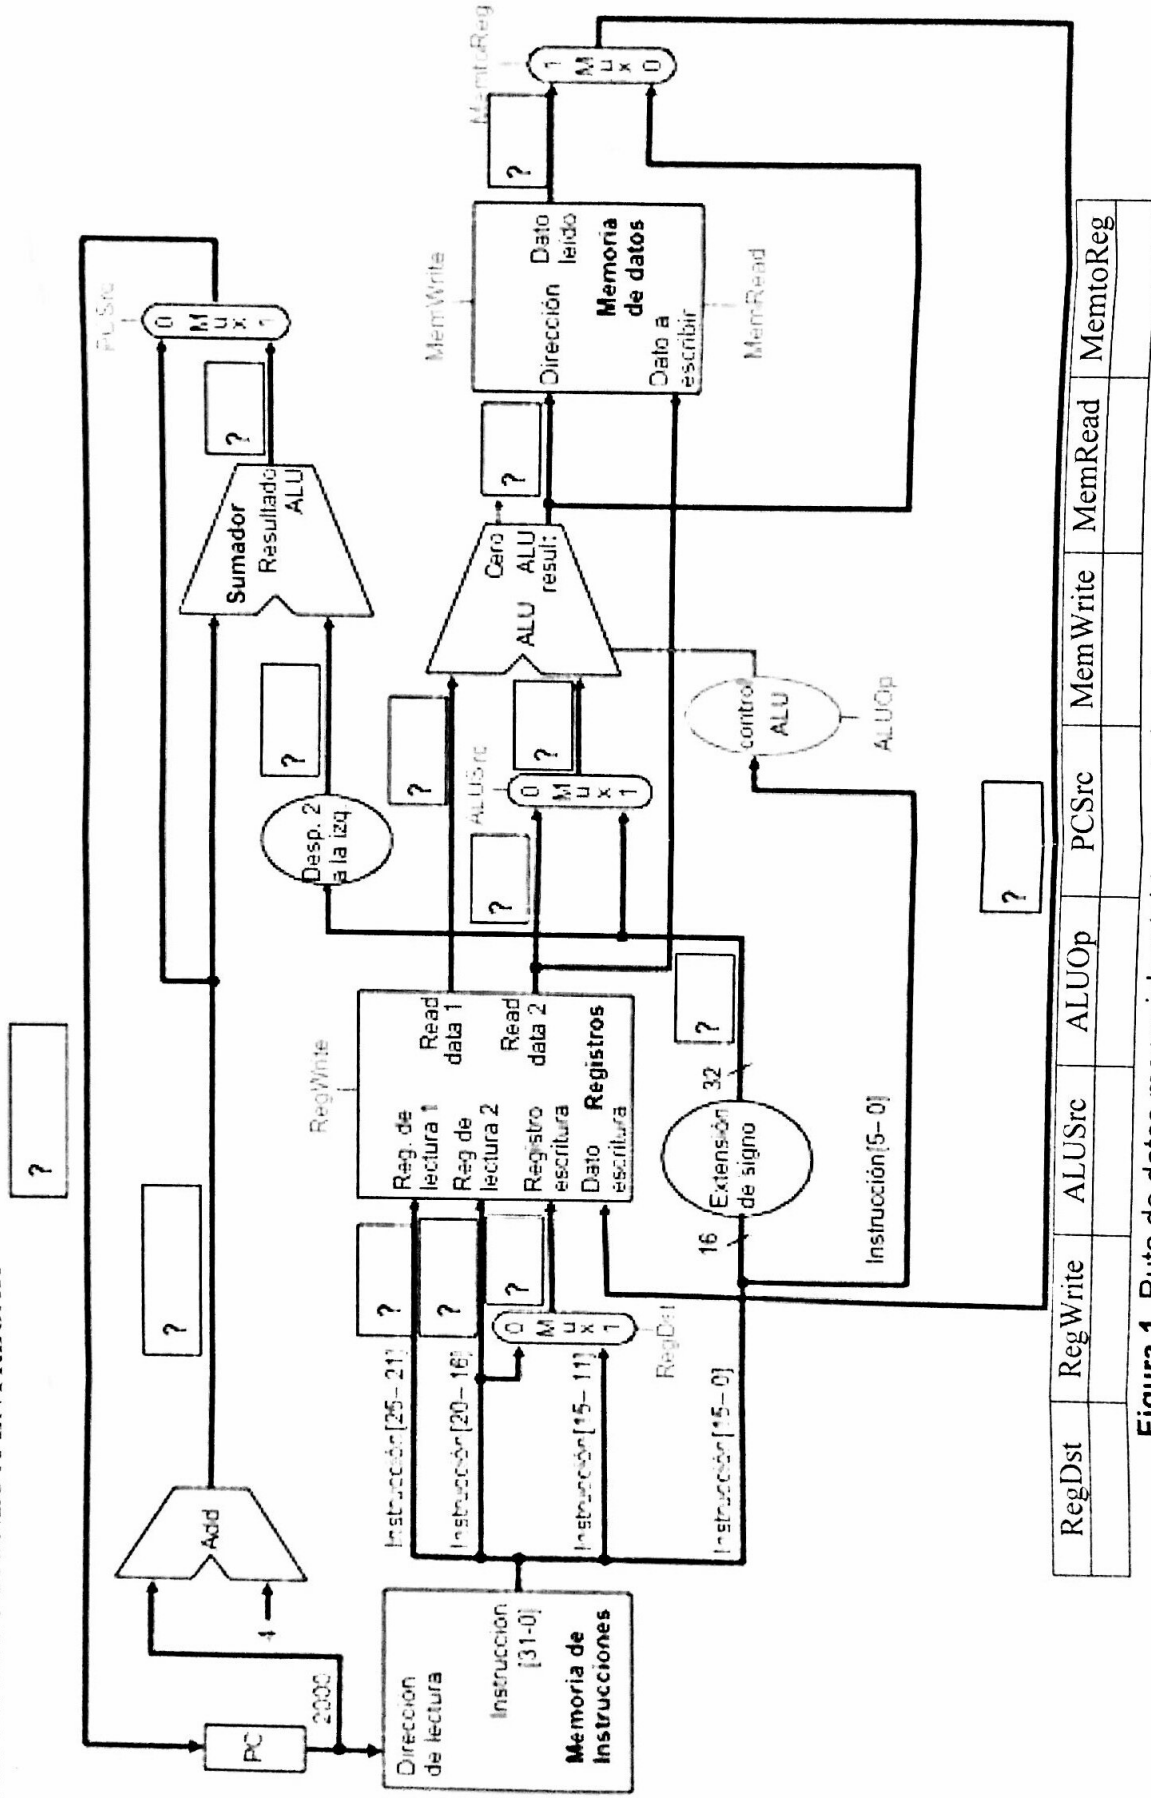 ?
?
PC
2000
4
Add
Dirección
de lectura
Instrucción
[31-0]
Memoria de
Instrucciones
Instrucción[25-21]
Instrucción[20-16]
Instrucción[15-11]
Instrucción[15-0]
?
?
?
0
M
u
x
1
RegDst
RegWrite
Reg. de
lectura 1
Reg de
lectura 2
Registro
escritura
Dato
escritura
Read
data 1
Read
data 2
Registros
16
Extensión
de signo
32
?
Instrucción[5-0]
Desp. 2
a la izq.
?
?
?
ALUSrc
0
M
u
x
1
?
Sumador
Resultado
ALU
?
PCSrc
0
M
u
x
1
Cero
ALU
ALU
result
?
control
ALU
ALUOp
MemWrite
Dirección
Dato
leido
Memoria
de datos
Dato a
escribir
MemRead
?
MemtoReg
1
M
u
x
0
?
RegDst RegWrite ALUSrc ALUOp PCSrc MemWrite MemRead MemtoReg
Figura 1. Ruta de datos